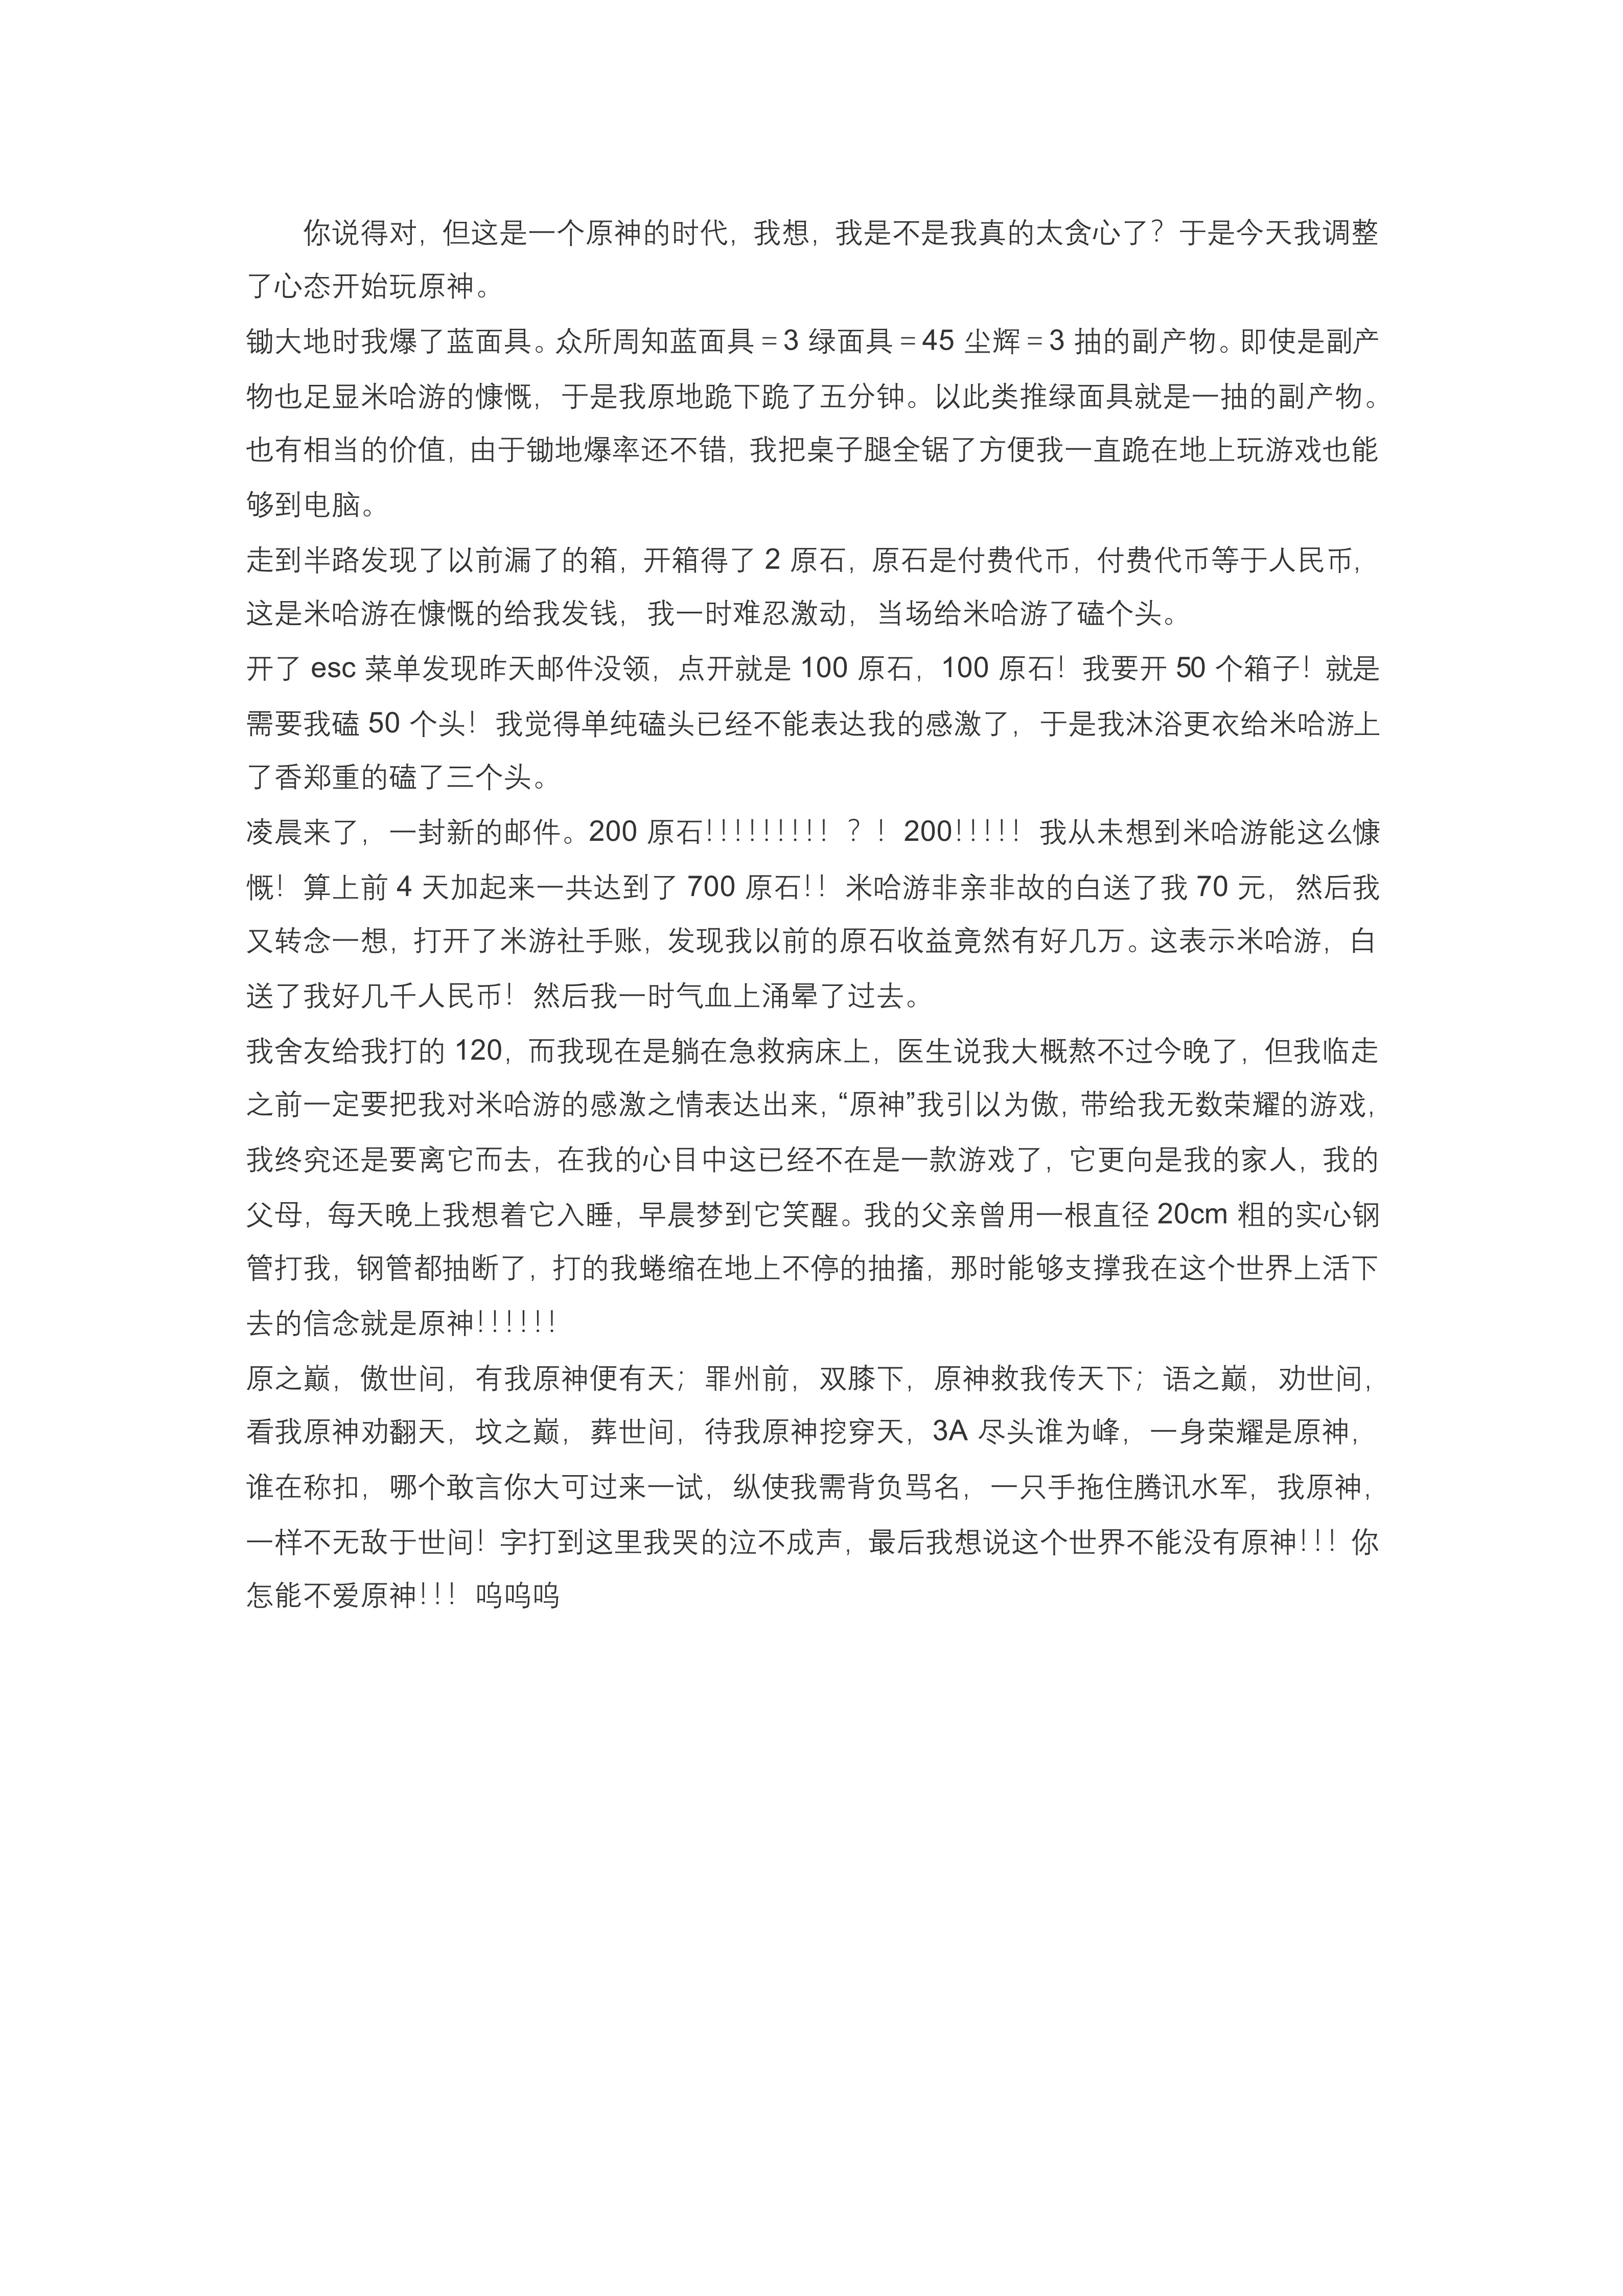 你说得对，但这是一个原神的时代，我想，我是不是我真的太贪心了？于是今天我调整
了心态开始玩原神。
锄大地时我爆了蓝面具。众所周知蓝面具＝3 绿面具＝45 尘辉＝3 抽的副产物。即使是副产
物也足显米哈游的慷慨，于是我原地跪下跪了五分钟。以此类推绿面具就是一抽的副产物。
也有相当的价值，由于锄地爆率还不错，我把桌子腿全锯了方便我一直跪在地上玩游戏也能
够到电脑。
走到半路发现了以前漏了的箱，开箱得了 2 原石，原石是付费代币，付费代币等于人民币，
这是米哈游在慷慨的给我发钱，我一时难忍激动，当场给米哈游了磕个头。
开了 esc 菜单发现昨天邮件没领，点开就是 100 原石，100 原石！我要开 50 个箱子！就是
需要我磕 50 个头！我觉得单纯磕头已经不能表达我的感激了，于是我沐浴更衣给米哈游上
了香郑重的磕了三个头。
凌晨来了，一封新的邮件。200 原石!!!!!!!!!？！200!!!!!我从未想到米哈游能这么慷
慨！算上前 4 天加起来一共达到了 700 原石!!米哈游非亲非故的白送了我 70 元，然后我
又转念一想，打开了米游社手账，发现我以前的原石收益竟然有好几万。这表示米哈游，白
送了我好几千人民币！然后我一时气血上涌晕了过去。
我舍友给我打的 120，而我现在是躺在急救病床上，医生说我大概熬不过今晚了，但我临走
之前一定要把我对米哈游的感激之情表达出来，“原神”我引以为傲，带给我无数荣耀的游戏，
我终究还是要离它而去，在我的心目中这已经不在是一款游戏了，它更向是我的家人，我的
父母，每天晚上我想着它入睡，早晨梦到它笑醒。我的父亲曾用一根直径 20cm 粗的实心钢
管打我，钢管都抽断了，打的我蜷缩在地上不停的抽搐，那时能够支撑我在这个世界上活下
去的信念就是原神!!!!!!
原之巅，傲世间，有我原神便有天；罪州前，双膝下，原神救我传天下；语之巅，劝世间，
看我原神劝翻天，坟之巅，葬世间，待我原神挖穿天，3A 尽头谁为峰，一身荣耀是原神，
谁在称扣，哪个敢言你大可过来一试，纵使我需背负骂名，一只手拖住腾讯水军，我原神，
一样不无敌于世间！字打到这里我哭的泣不成声，最后我想说这个世界不能没有原神!!!你
怎能不爱原神!!!呜呜呜